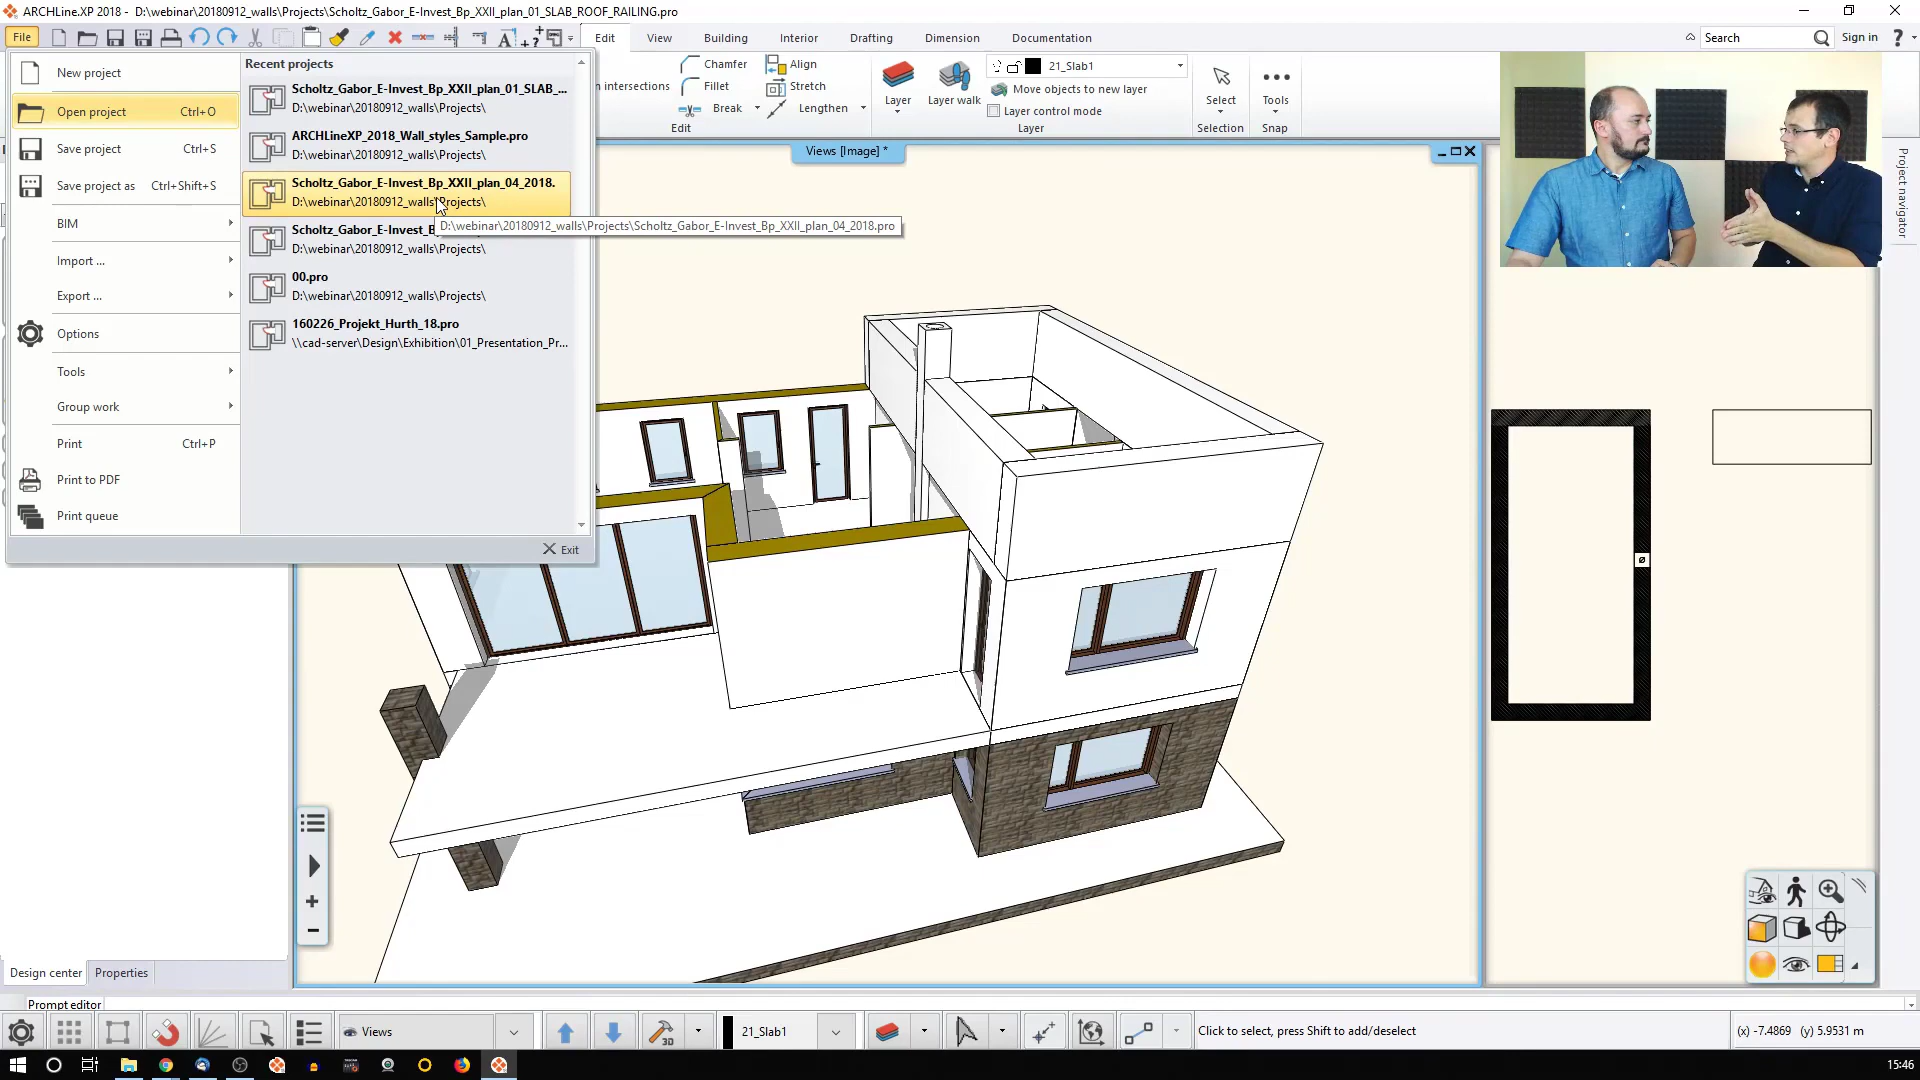 ARCHLine.XP 2018 - D:\webinar\20180912_walls\Projects\Scholtz_Gabor_E-Invest_Bp_XXII_plan_01_SLAB_ROOF_RAILING.pro
File
Edit
View
Building
Interior
Drafting
Dimension
Documentation
Search
Sign in
?
New project
Open project Ctrl+O
Save project Ctrl+S
Save project as Ctrl+Shift+S
BIM
Import ...
Export ...
Options
Tools
Group work
Print Ctrl+P
Print to PDF
Print queue
Recent projects
Scholtz_Gabor_E-Invest_Bp_XXII_plan_01_SLAB_...
D:\webinar\20180912_walls\Projects\
ARCHLineXP_2018_Wall_styles_Sample.pro
D:\webinar\20180912_walls\Projects\
Scholtz_Gabor_E-Invest_Bp_XXII_plan_04_2018.
D:\webinar\20180912_walls\Projects\
D:\webinar\20180912_walls\Projects\Scholtz_Gabor_E-Invest_Bp_XXII_plan_04_2018.pro
Scholtz_Gabor_E-Invest_B
D:\webinar\20180912_walls\Projects\
00.pro
D:\webinar\20180912_walls\Projects\
160226_Projekt_Hurth_18.pro
\\cad-server\Design\Exhibition\01_Presentation_Pr...
Exit
n intersections
Chamfer
Fillet
Break
Align
Stretch
Lengthen
Edit
Layer
Layer walk
21_Slab1
Move objects to new layer
Layer control mode
Layer
Select
Selection
Tools
Snap
Views [Image] *
Project navigator
Design center
Properties
Prompt editor
Views
3D
21_Slab1
Click to select, press Shift to add/deselect
(x) -7.4869 (y) 5.9531 m
15:46